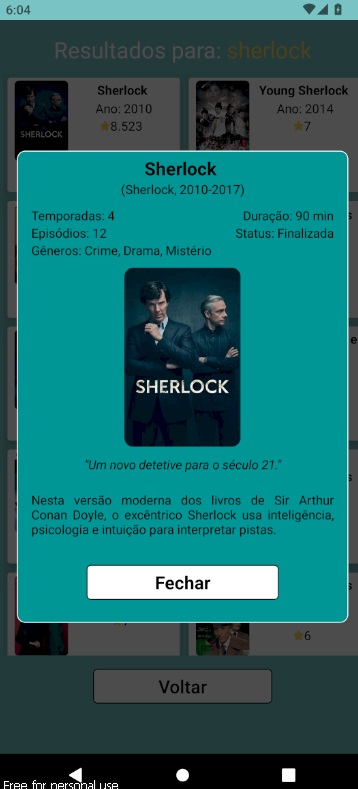 6:04
Resultados para: sherlock
Sherlock
Ano: 2010
8.523
SHERLOCK
Young Sherlock
Ano: 2014
7
Sherlock
(Sherlock, 2010-2017)
Temporadas: 4
Duração: 90 min
Episódios: 12
Status: Finalizada
Gêneros: Crime, Drama, Mistério
SHERLOCK
"Um novo detetive para o século 21."
Nesta versão moderna dos livros de Sir Arthur
Conan Doyle, o excêntrico Sherlock usa inteligência,
psicologia e intuição para interpretar pistas.
Fechar
6
Voltar
Free for personal use